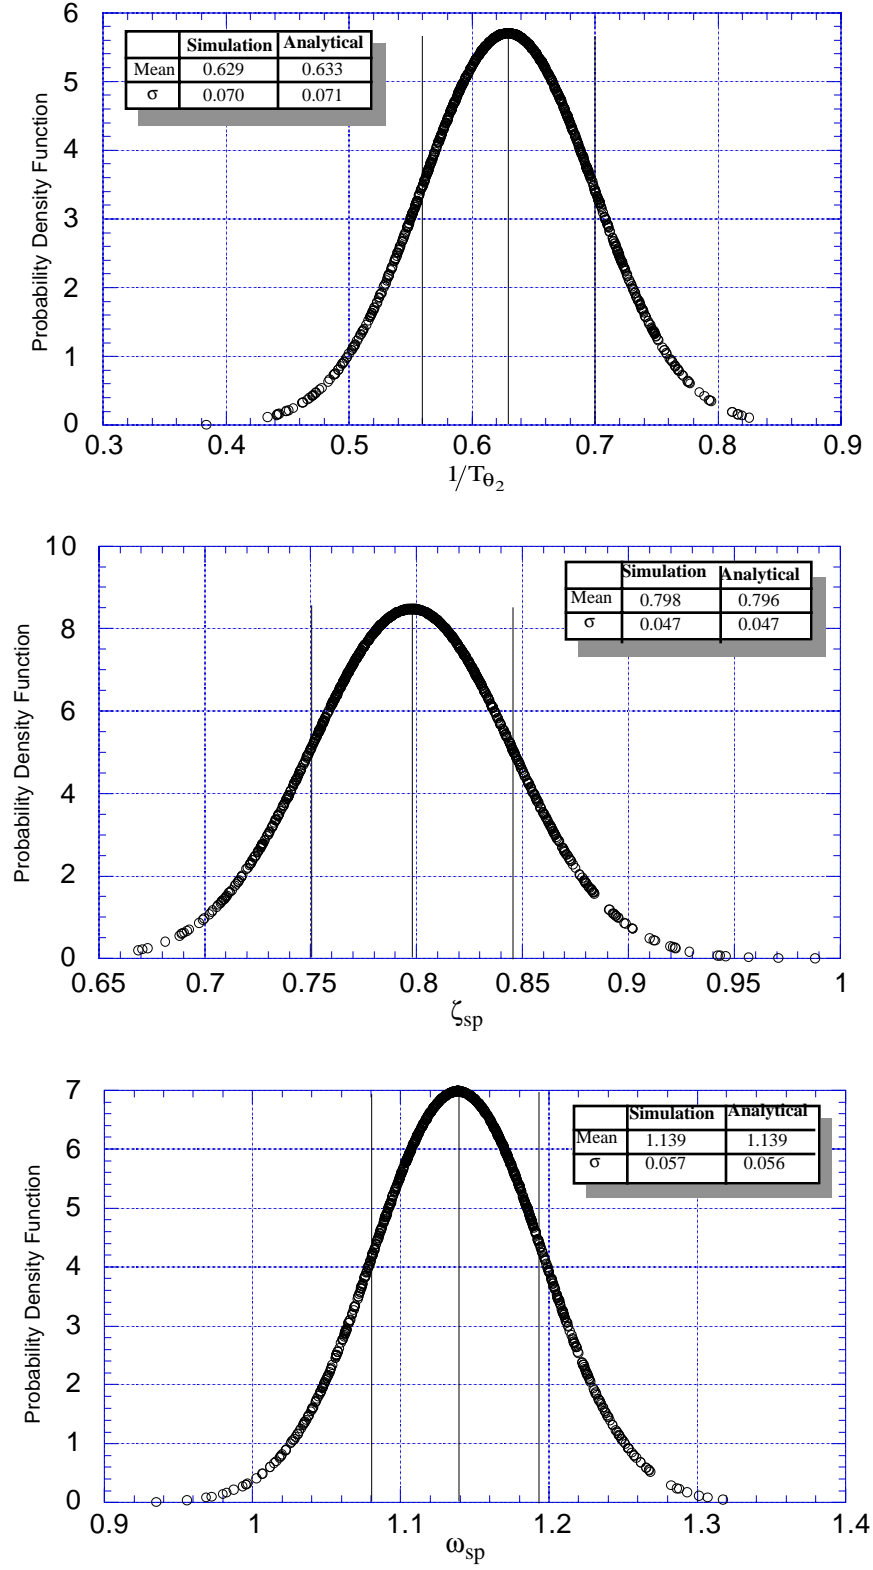 6
5
4
3
2
1
0
Probability Density Function
Simulation Analytical
Mean 0.629 0.633
σ 0.070 0.071
0.3 0.4 0.5 0.6 0.7 0.8 0.9
1/Tθ2
10
8
6
4
2
0
Probability Density Function
Simulation Analytical
Mean 0.798 0.796
σ 0.047 0.047
0.65 0.7 0.75 0.8 0.85 0.9 0.95 1
ζsp
7
6
5
4
3
2
1
0
Probability Density Function
Simulation Analytical
Mean 1.139 1.139
σ 0.057 0.056
0.9 1 1.1 1.2 1.3 1.4
ωsp